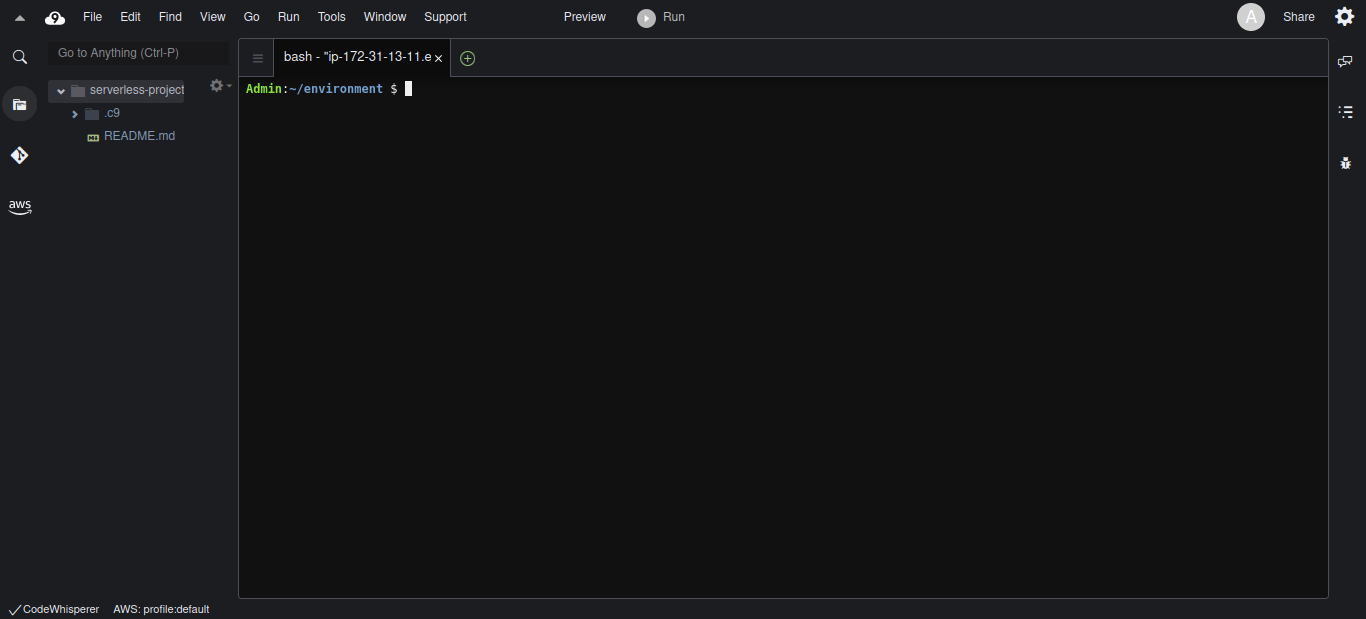 File Edit Find View Go Run Tools Window Support Preview Run A Share
Go to Anything (Ctrl-P)
bash - "ip-172-31-13-11.e ×
serverless-project
Admin:~/environment $
.c9
README.md
aws
CodeWhisperer AWS: profile:default